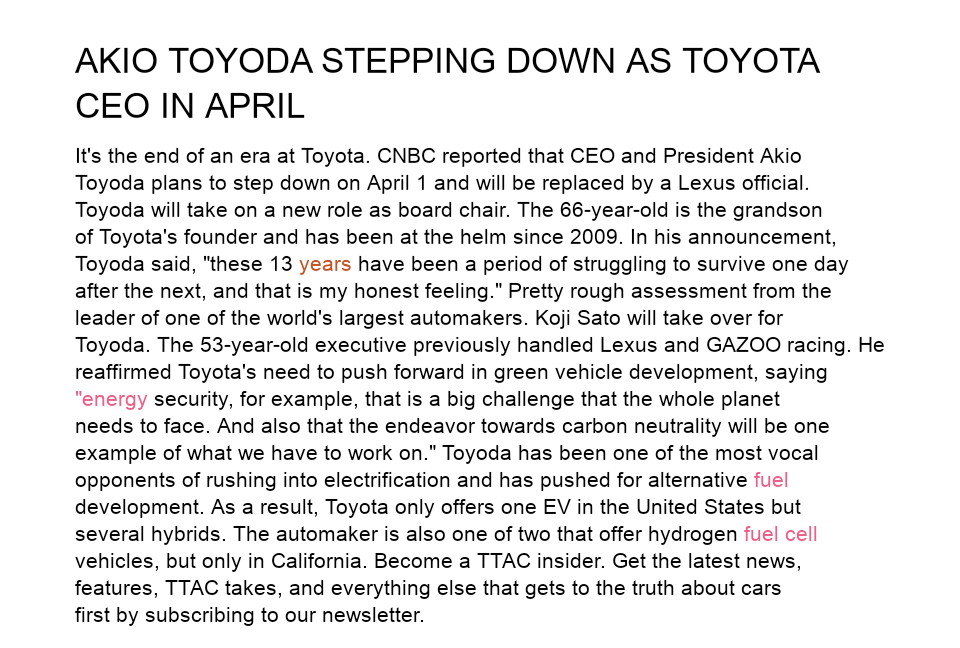 AKIO TOYODA STEPPING DOWN AS TOYOTA
CEO IN APRIL
It's the end of an era at Toyota. CNBC reported that CEO and President Akio
Toyoda plans to step down on April 1 and will be replaced by a Lexus official.
Toyoda will take on a new role as board chair. The 66-year-old is the grandson
of Toyota's founder and has been at the helm since 2009. In his announcement,
Toyoda said, "these 13 years have been a period of struggling to survive one day
after the next, and that is my honest feeling." Pretty rough assessment from the
leader of one of the world's largest automakers. Koji Sato will take over for
Toyoda. The 53-year-old executive previously handled Lexus and GAZOO racing. He
reaffirmed Toyota's need to push forward in green vehicle development, saying
"energy security, for example, that is a big challenge that the whole planet
needs to face. And also that the endeavor towards carbon neutrality will be one
example of what we have to work on." Toyoda has been one of the most vocal
opponents of rushing into electrification and has pushed for alternative fuel
development. As a result, Toyota only offers one EV in the United States but
several hybrids. The automaker is also one of two that offer hydrogen fuel cell
vehicles, but only in California. Become a TTAC insider. Get the latest news,
features, TTAC takes, and everything else that gets to the truth about cars
first by subscribing to our newsletter.